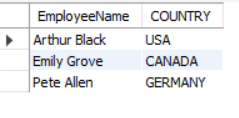 EmployeeName COUNTRY
Arthur Black USA
Emily Grove CANADA
Pete Allen GERMANY